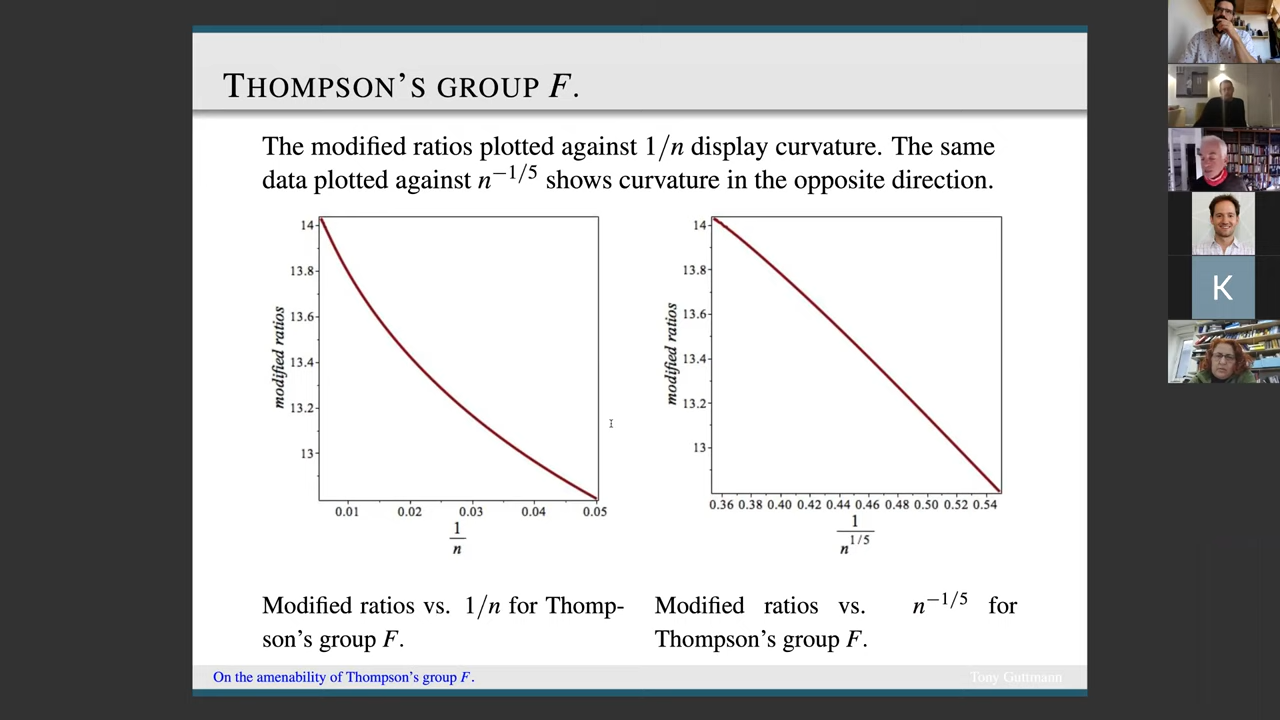 THOMPSON'S GROUP F.
The modified ratios plotted against 1/n display curvature. The same
data plotted against n^{-1/5} shows curvature in the opposite direction.
14
13.8
13.6
13.4
13.2
13
modified ratios
0.01 0.02 0.03 0.04 0.05
1
n
14
13.8
13.6
13.4
13.2
13
modified ratios
0.36 0.38 0.40 0.42 0.44 0.46 0.48 0.50 0.52 0.54
1
n^{1/5}
Modified ratios vs. 1/n for Thomp-
son's group F.
Modified ratios vs. n^{-1/5} for
Thompson's group F.
On the amenability of Thompson's group F.
Tony Guttmann
K